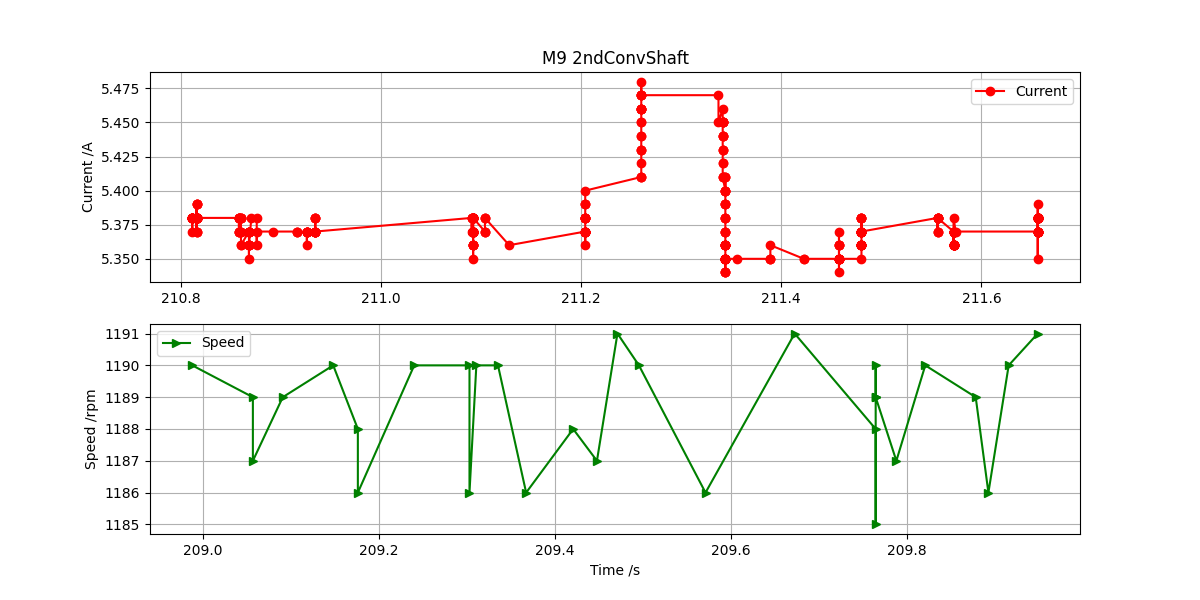 M9 2ndConvShaft
5.475
5.450
5.425
5.400
5.375
5.350
Current /A
Current
210.8 211.0 211.2 211.4 211.6
1191
1190
1189
1188
1187
1186
1185
Speed /rpm
Speed
209.0 209.2 209.4 209.6 209.8
Time /s